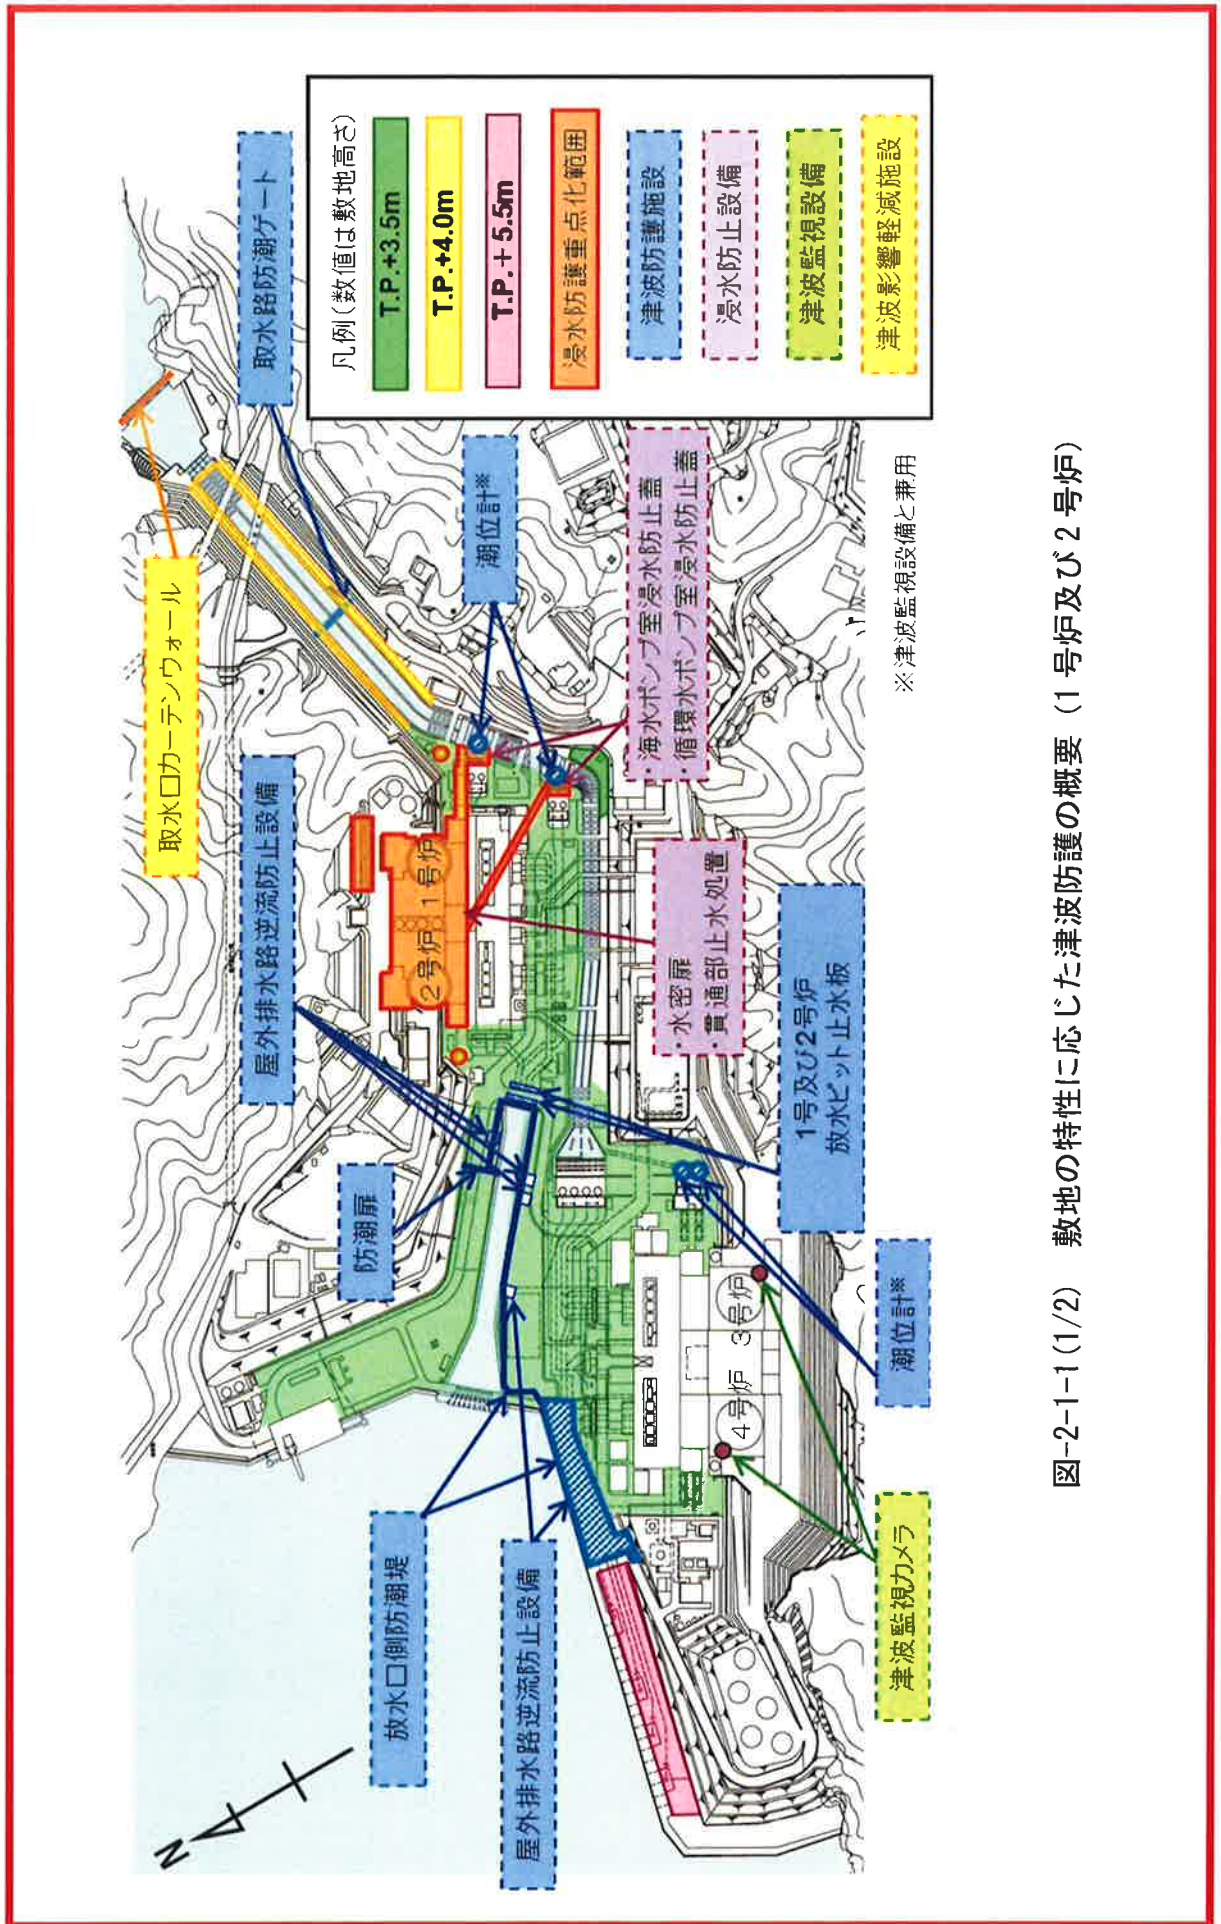 取水口カーテンウォール
取水路防潮ゲート
屋外排水路逆流防止設備
防潮扉
放水口側防潮堤
屋外排水路逆流防止設備
N
潮位計※
・海水ポンプ室浸水防止蓋
・循環水ポンプ室浸水防止蓋
・水密扉
・貫通部止水処置
1号及び2号炉
放水ピット止水板
潮位計※
津波監視カメラ
2号炉
1号炉
4号炉
3号炉
凡例(数値は敷地高さ)
T.P.+3.5m
T.P.+4.0m
T.P.+5.5m
浸水防護重点化範囲
津波防護施設
浸水防止設備
津波監視設備
津波影響軽減施設
※津波監視設備と兼用
図-2-1-1(1/2) 敷地の特性に応じた津波防護の概要(1号炉及び2号炉)